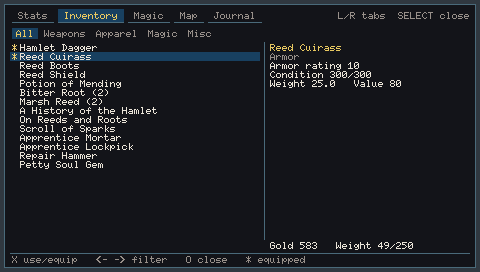 Stats Inventory Magic Map Journal L/R tabs SELECT close
All Weapons Apparel Magic Misc
*Hamlet Dagger
*Reed Cuirass
Reed Boots
Reed Shield
Potion of Mending
Bitter Root (2)
Marsh Reed (2)
A History of the Hamlet
On Reeds and Roots
Scroll of Sparks
Apprentice Mortar
Apprentice Lockpick
Repair Hammer
Petty Soul Gem
Reed Cuirass
Armor
Armor rating 10
Condition 300/300
Weight 25.0 Value 80
Gold 583 Weight 49/250
X use/equip <- -> filter O close * equipped